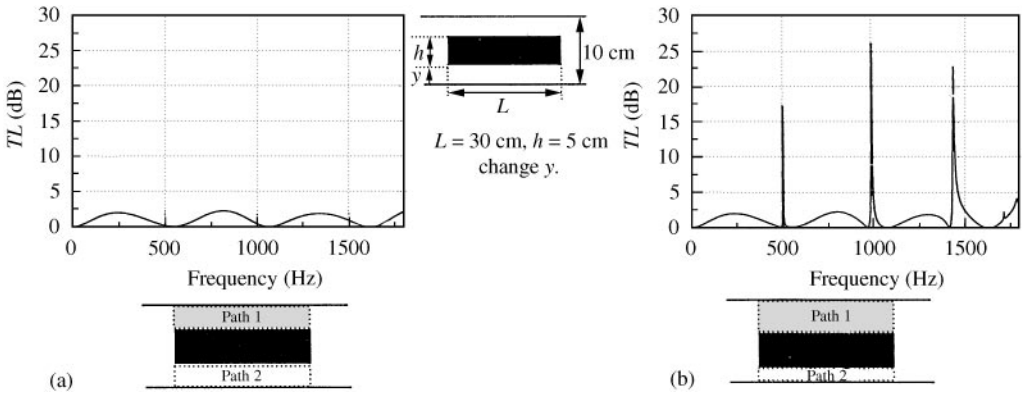 30
25
20
15
10
5
0
TL (dB)
0 500 1000 1500
Frequency (Hz)
Path 1
Path 2
(a)
h
y
10 cm
L
L = 30 cm, h = 5 cm
change y.
30
25
20
15
10
5
0
TL (dB)
0 500 1000 1500
Frequency (Hz)
Path 1
Path 2
(b)